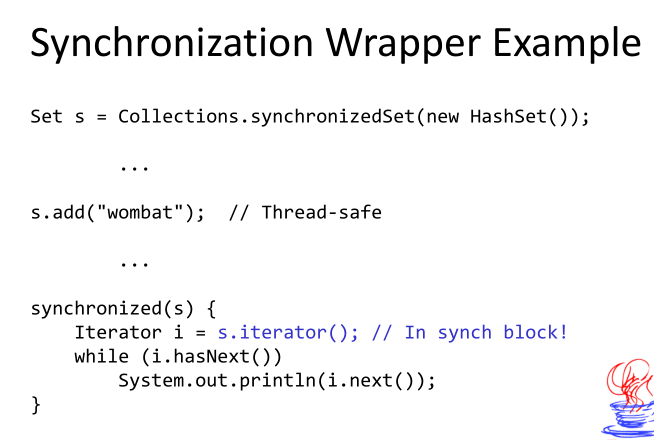 Synchronization Wrapper Example
Set s = Collections.synchronizedSet(new HashSet());
...
s.add("wombat");  // Thread-safe
...
synchronized(s) {
    Iterator i = s.iterator(); // In synch block!
    while (i.hasNext())
        System.out.println(i.next());
}